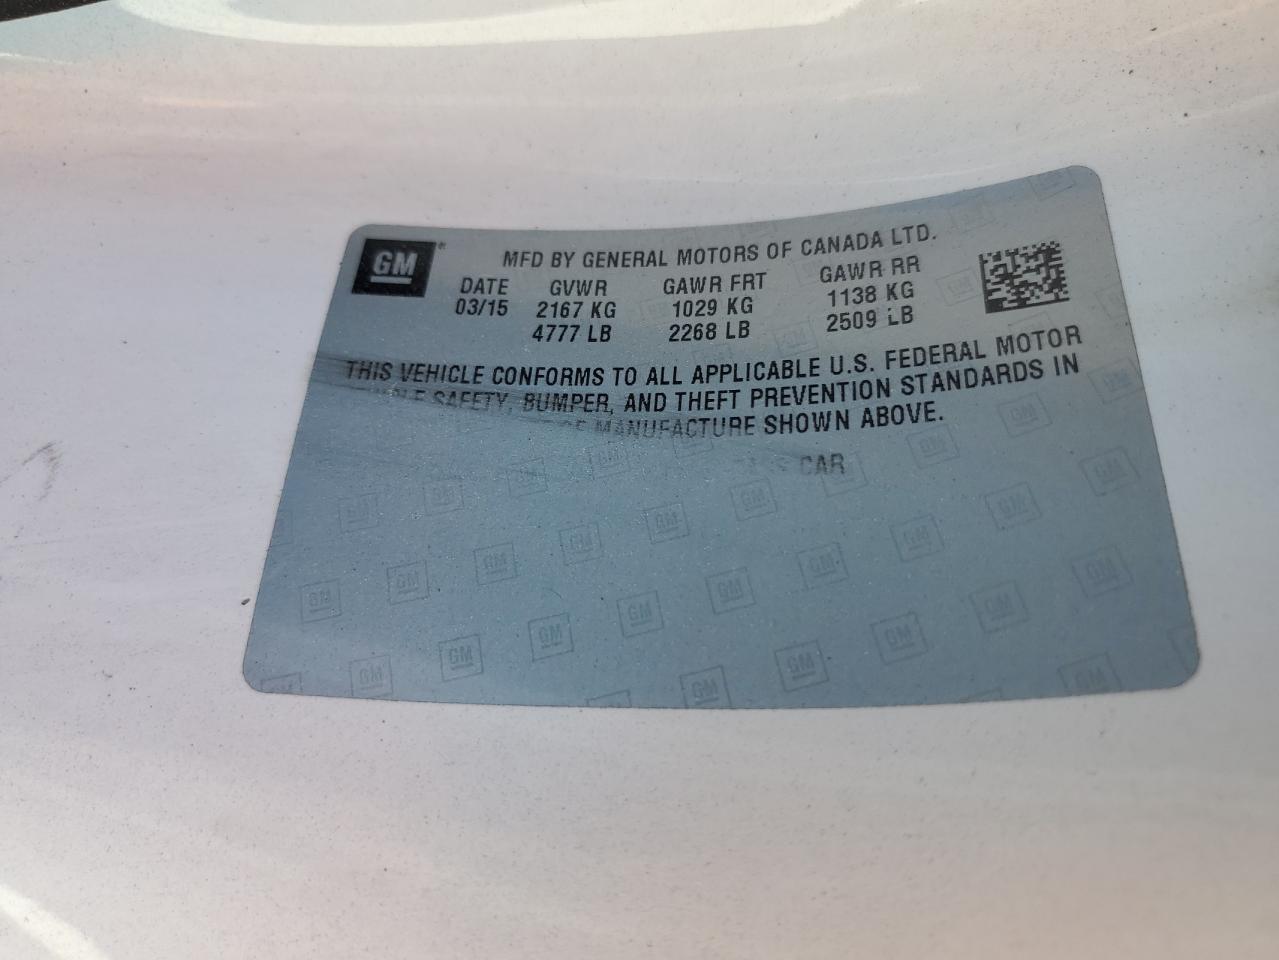 GM
MFD BY GENERAL MOTORS OF CANADA LTD.
DATE GVWR GAWR FRT GAWR RR
03/15 2167 KG 1029 KG 1138 KG
4777 LB 2268 LB 2509 LB
THIS VEHICLE CONFORMS TO ALL APPLICABLE U.S. FEDERAL MOTOR
SAFETY, BUMPER, AND THEFT PREVENTION STANDARDS IN
OF MANUFACTURE SHOWN ABOVE.
CAR